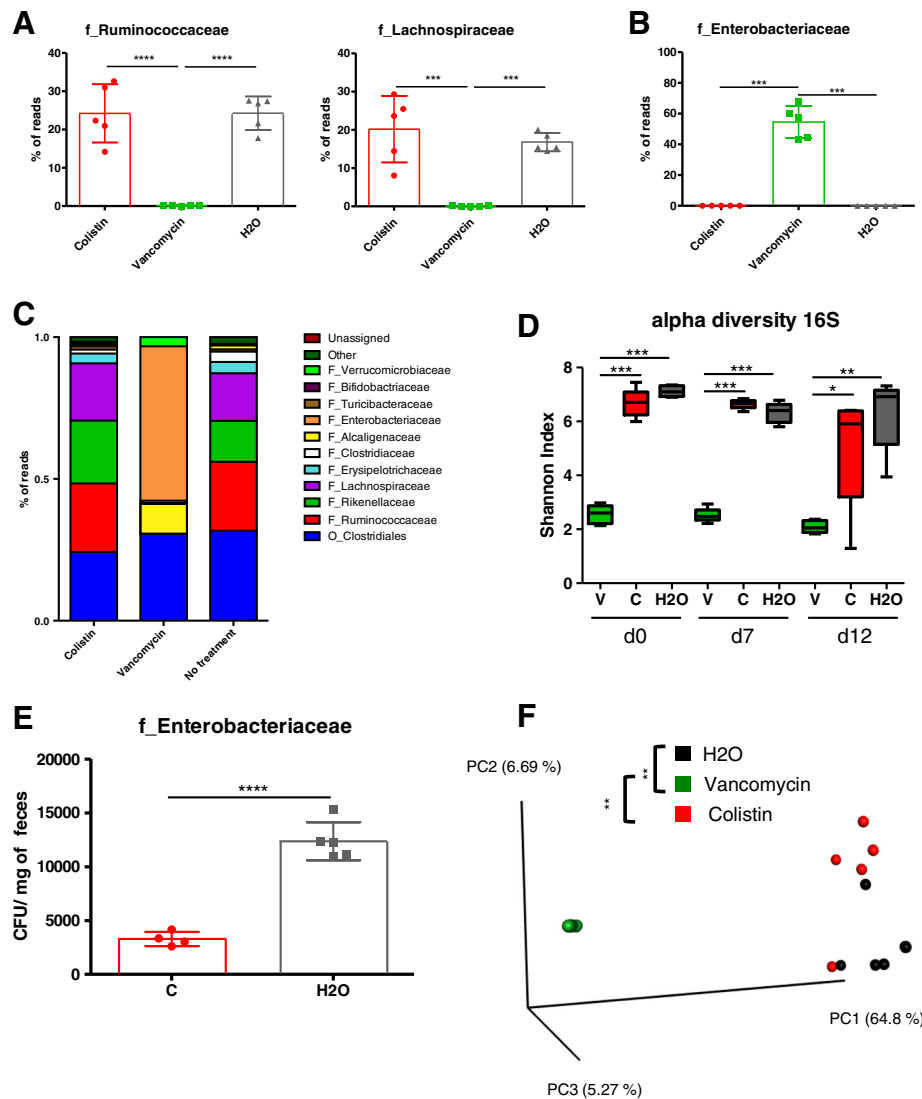 A
f_Ruminococcaceae
% of reads
40
30
20
10
0
****
****
Colistin
Vancomycin
H2O
f_Lachnospiraceae
% of reads
40
30
20
10
0
***
***
Colistin
Vancomycin
H2O
B
f_Enterobacteriaceae
% of reads
100
80
60
40
20
0
***
***
Colistin
Vancomycin
H2O
C
% of reads
1.0
0.5
0.0
Colistin
Vancomycin
No treatment
Unassigned
Other
F_Verrucomicrobiaceae
F_Bifidobactriaceae
F_Turicibacteraceae
F_Enterobacteriaceae
F_Alcaligenaceae
F_Clostridiaceae
F_Erysipelotrichaceae
F_Lachnospiraceae
F_Rikenellaceae
F_Ruminococcaceae
O_Clostridiales
D
alpha diversity 16S
Shannon Index
8
6
4
2
0
***
***
***
***
**
*
V C H2O V C H2O V C H2O
d0 d7 d12
E
f_Enterobacteriaceae
CFU/ mg of feces
20000
15000
10000
5000
0
****
C H2O
F
PC2 (6.69 %)
** **
H2O
Vancomycin
Colistin
PC1 (64.8 %)
PC3 (5.27 %)